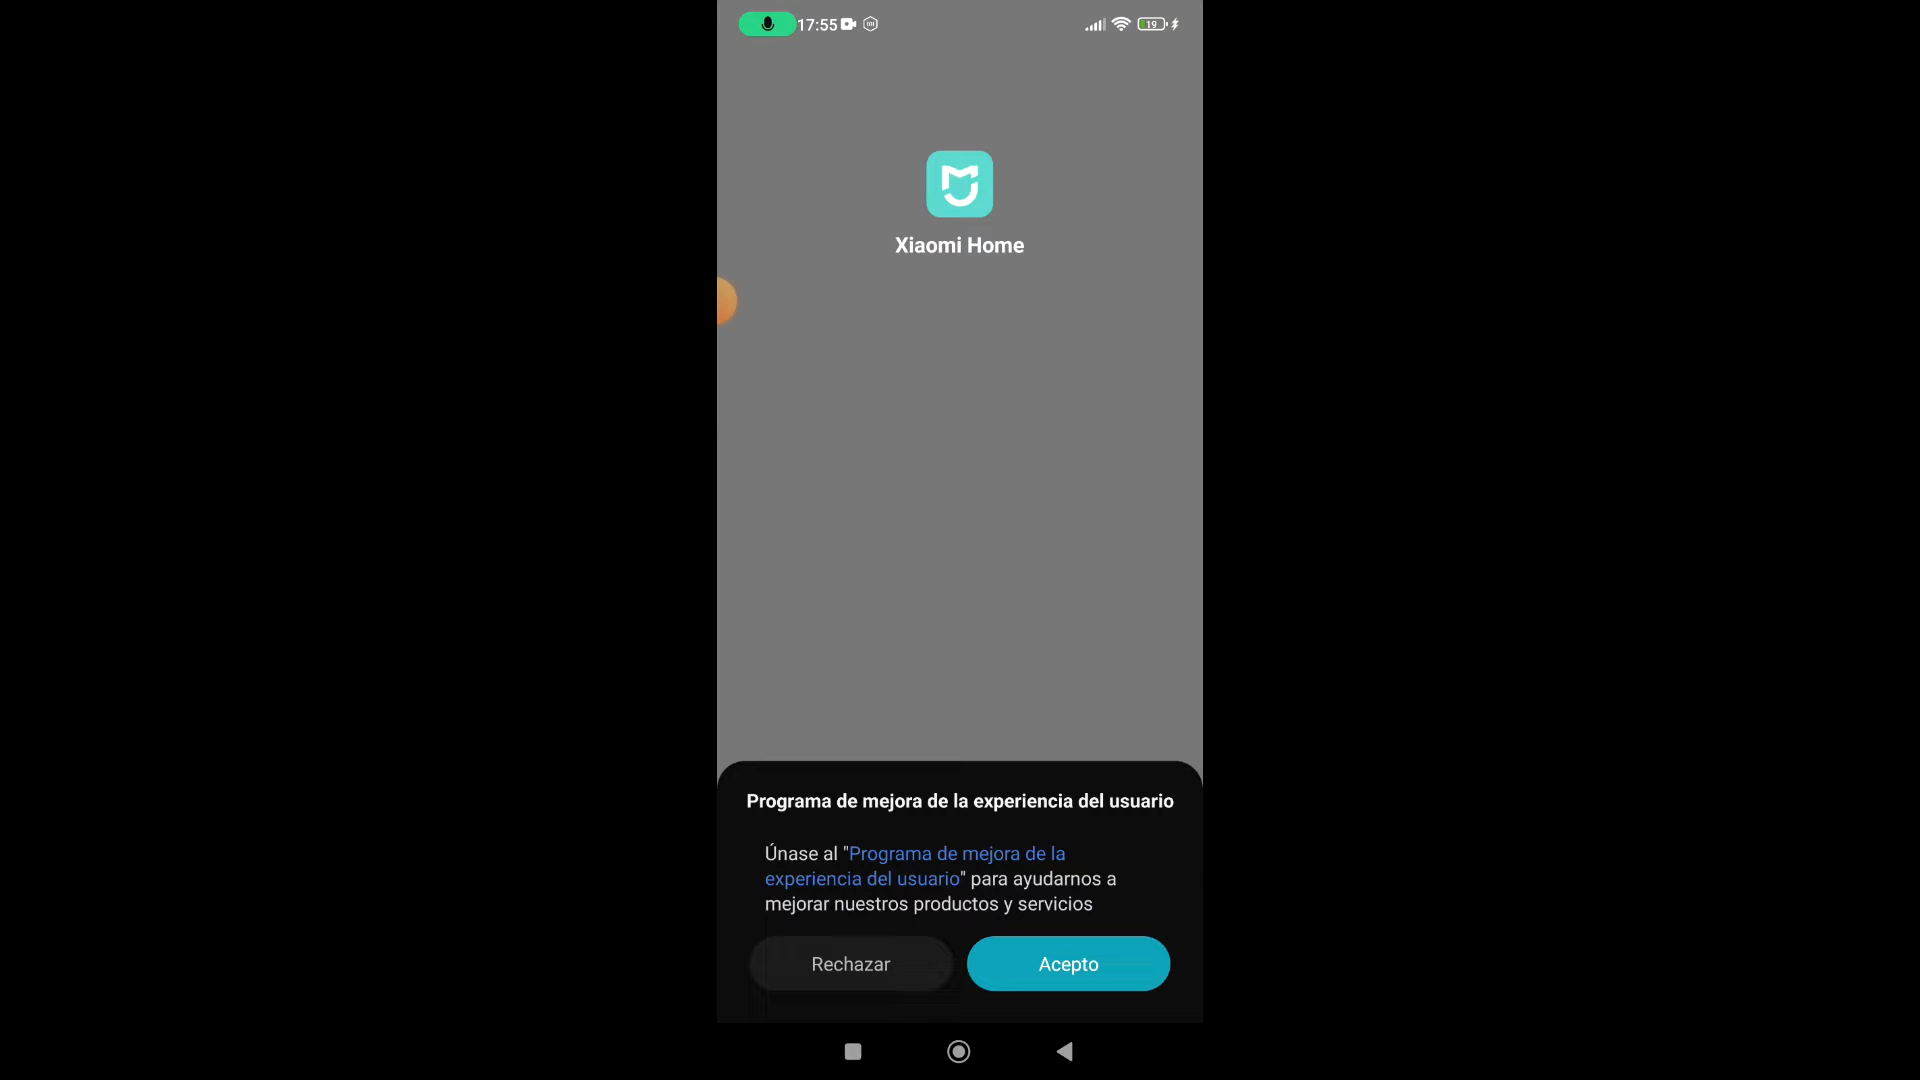 17:55
19
Xiaomi Home
Programa de mejora de la experiencia del usuario
Únase al "Programa de mejora de la
experiencia del usuario" para ayudarnos a
mejorar nuestros productos y servicios
Rechazar
Acepto